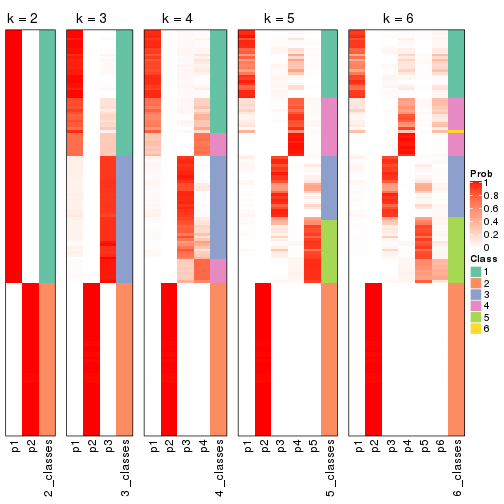 k = 2
k = 3
k = 4
k = 5
k = 6
Prob
1
0.8
0.6
0.4
0.2
0
Class
1
2
3
4
5
6
p1
p2
2_classes
p1
p2
p3
3_classes
p1
p2
p3
p4
4_classes
p1
p2
p3
p4
p5
5_classes
p1
p2
p3
p4
p5
p6
6_classes